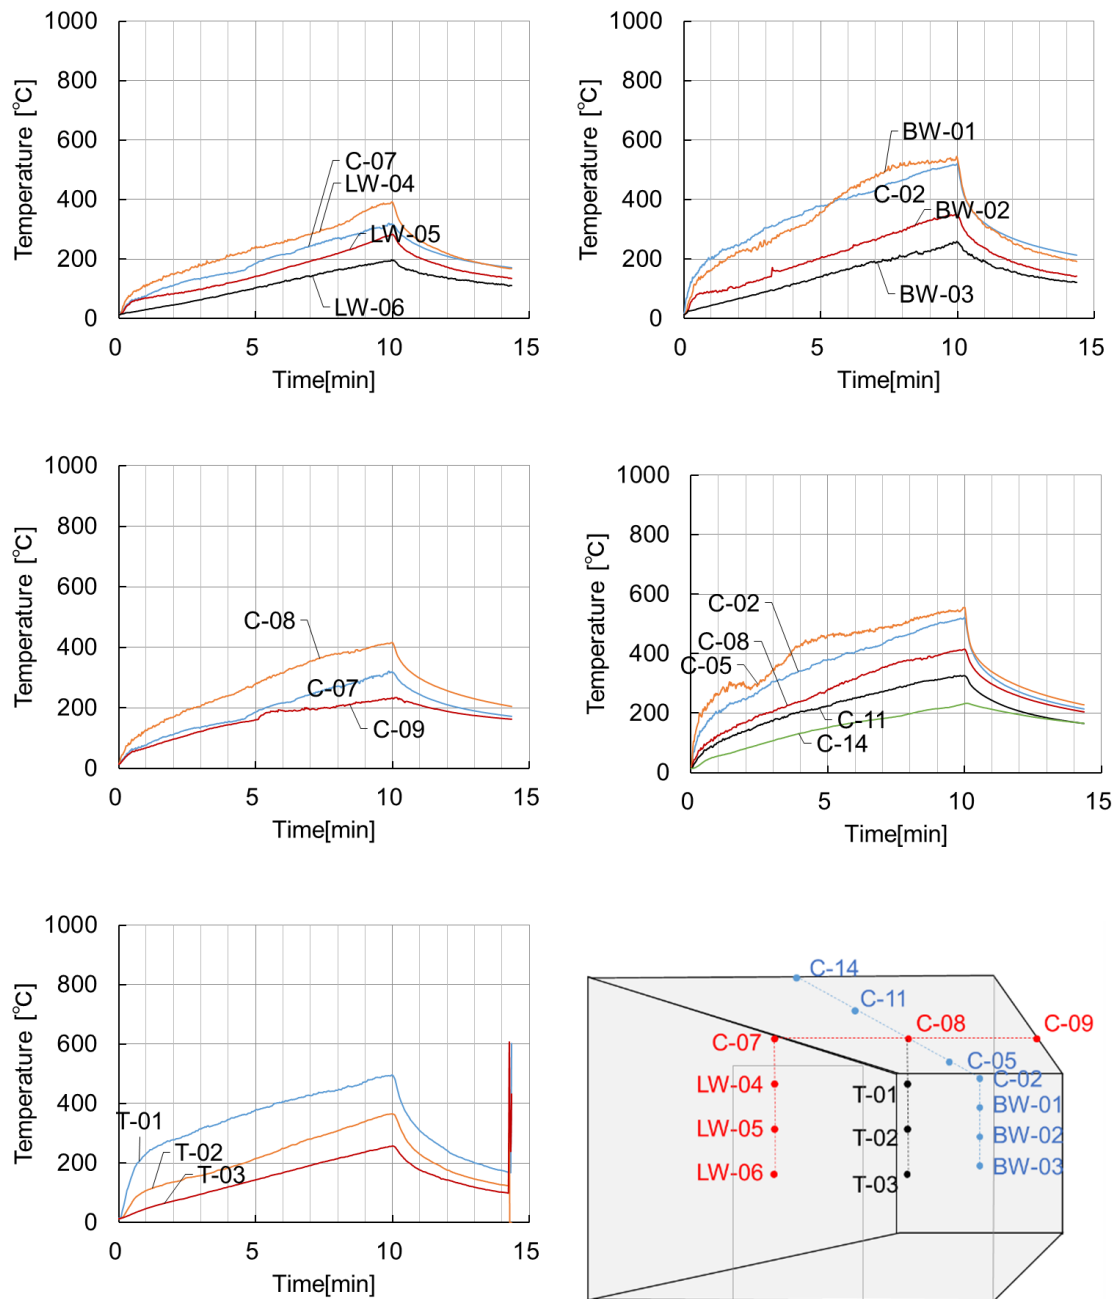 1000
800
600
400
200
0
Temperature [℃]
C-07
LW-04
LW-05
LW-06
0
5
10
15
Time[min]
1000
800
600
400
200
0
Temperature [℃]
BW-01
C-02
BW-02
BW-03
0
5
10
15
Time[min]
1000
800
600
400
200
0
Temperature [℃]
C-08
C-07
C-09
0
5
10
15
Time[min]
1000
800
600
400
200
0
Temperature [℃]
C-02
C-08
C-05
C-11
C-14
0
5
10
15
Time[min]
1000
800
600
400
200
0
Temperature [℃]
T-01
T-02
T-03
0
5
10
15
Time[min]
C-14
C-11
C-08
C-09
C-07
C-05
C-02
LW-04
T-01
BW-01
LW-05
T-02
BW-02
BW-03
LW-06
T-03